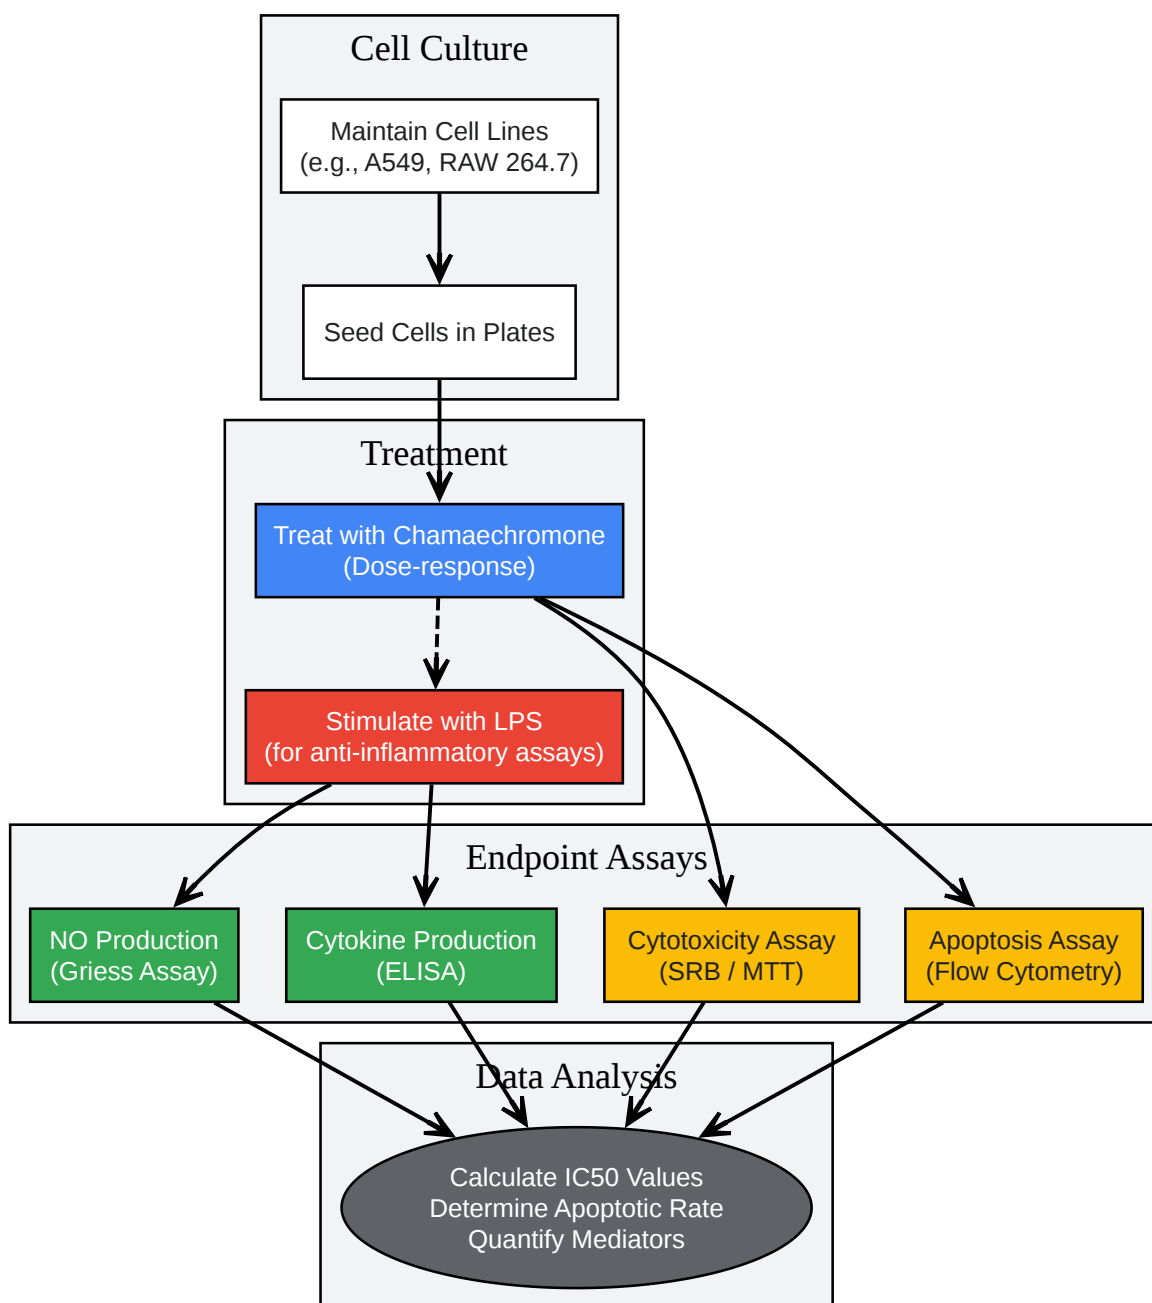 Cell Culture
Maintain Cell Lines
(e.g., A549, RAW 264.7)
Seed Cells in Plates
Treatment
Treat with Chamaechromone
(Dose-response)
Stimulate with LPS
(for anti-inflammatory assays)
Endpoint Assays
NO Production
(Griess Assay)
Cytokine Production
(ELISA)
Cytotoxicity Assay
(SRB / MTT)
Apoptosis Assay
(Flow Cytometry)
Data Analysis
Calculate IC50 Values
Determine Apoptotic Rate
Quantify Mediators